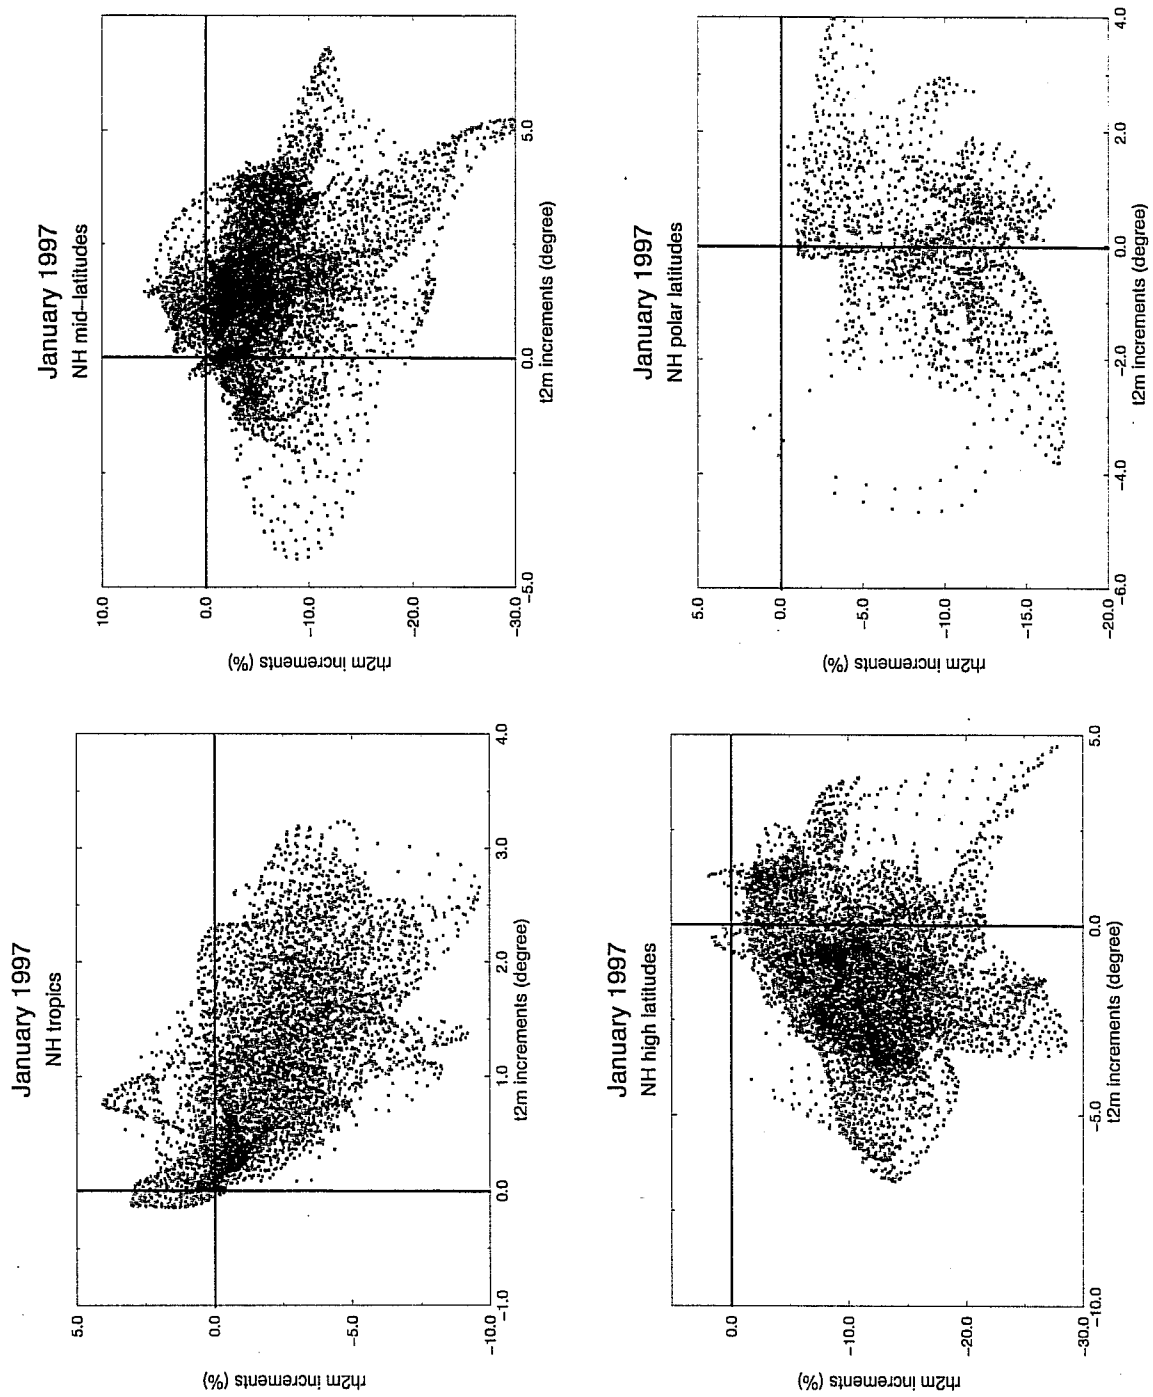 January 1997
NH tropics
5.0
0.0
-5.0
-10.0
rh2m increments (%)
-1.0
0.0
1.0
2.0
3.0
4.0
t2m increments (degree)
January 1997
NH mid-latitudes
10.0
0.0
-10.0
-20.0
-30.0
rh2m increments (%)
-5.0
0.0
5.0
t2m increments (degree)
January 1997
NH high latitudes
0.0
-10.0
-20.0
-30.0
rh2m increments (%)
-10.0
-5.0
0.0
5.0
t2m increments (degree)
January 1997
NH polar latitudes
5.0
0.0
-5.0
-10.0
-15.0
-20.0
rh2m increments (%)
-6.0
-4.0
-2.0
0.0
2.0
4.0
t2m increments (degree)